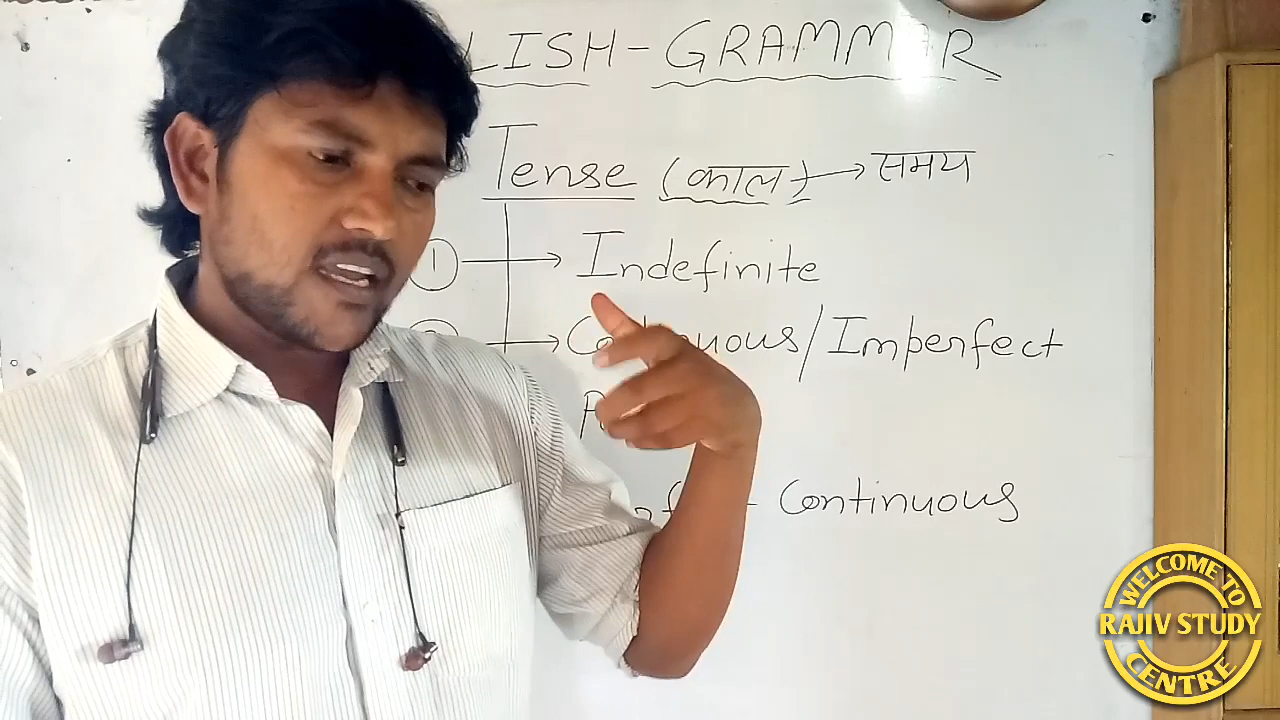 LISH-GRAMMAR
Tense (काल) → समय
① → Indefinite
→ Continuous/Imperfect
- Continuous
WELCOME TO
RAJIV STUDY
CENTRE